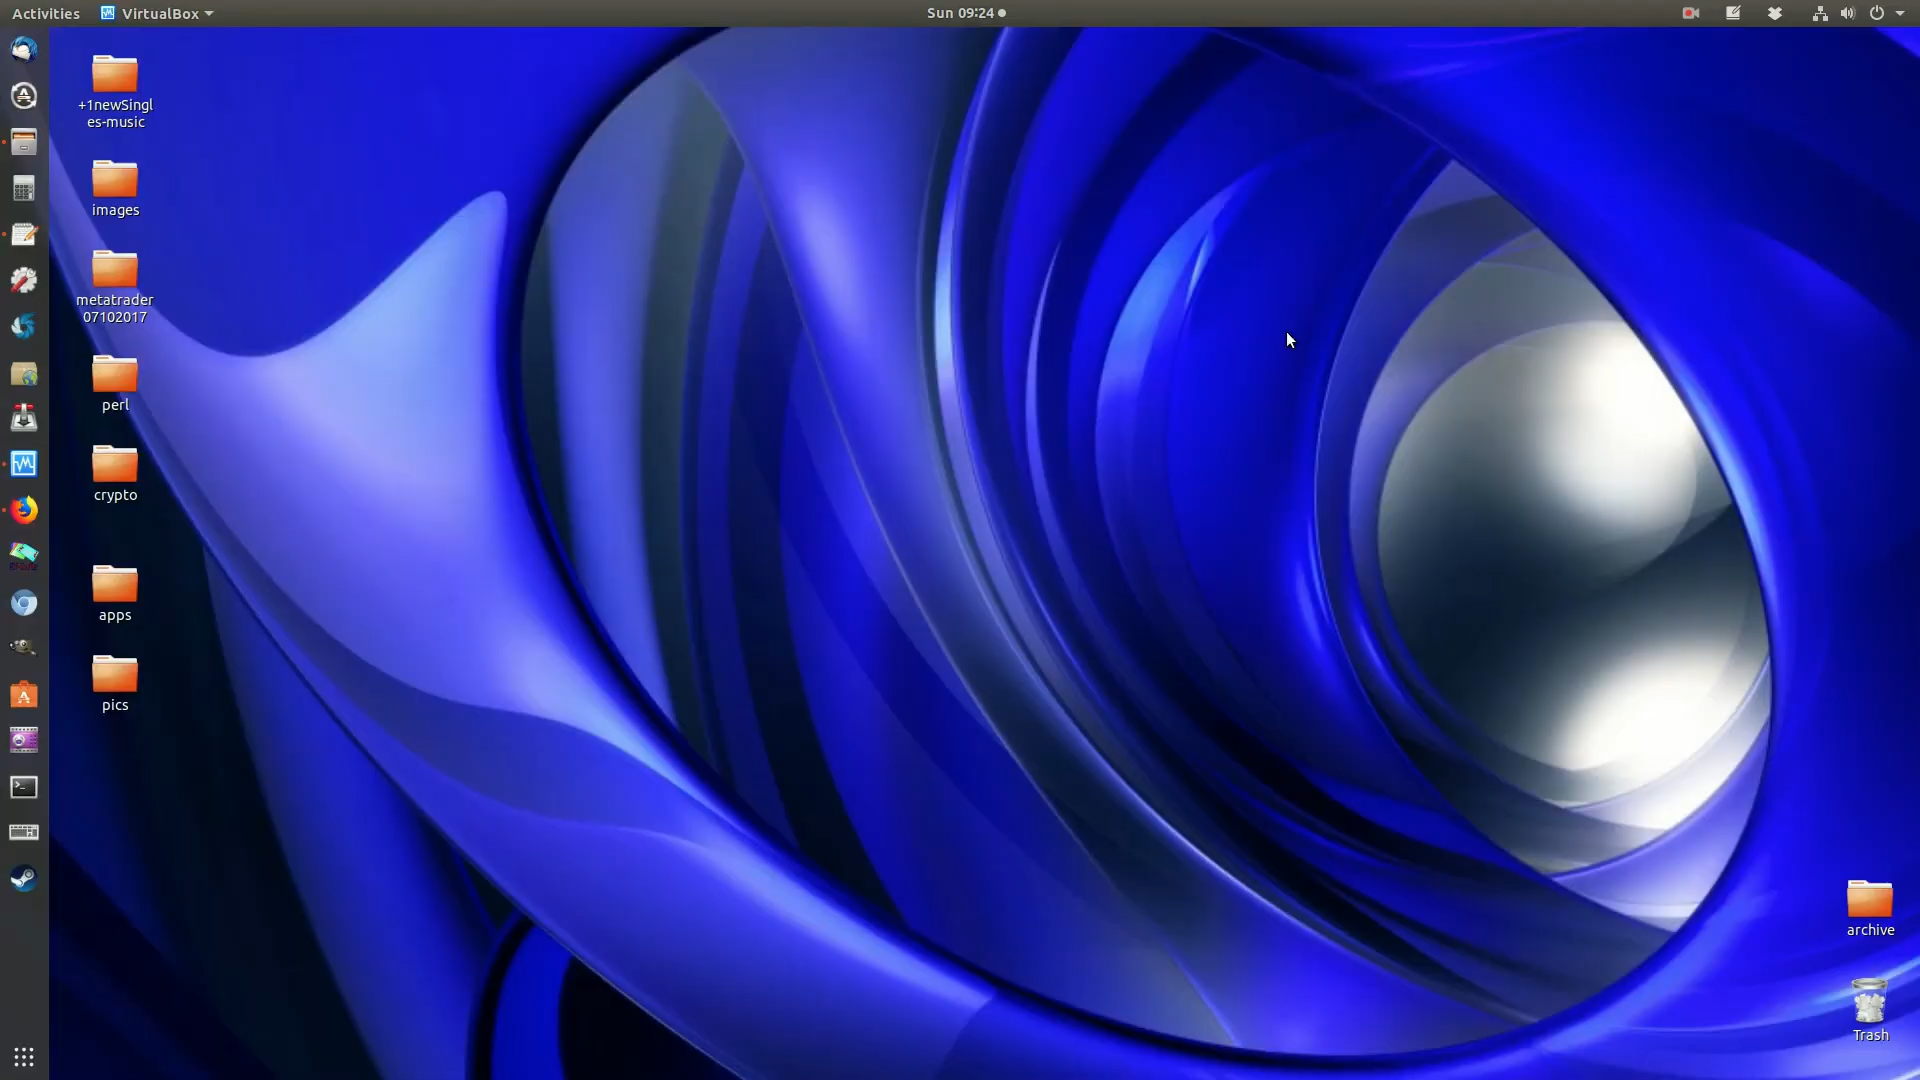 Activities
VirtualBox
Sun 09:24
+1newSingl
es-music
images
metatrader
07102017
perl
crypto
apps
pics
archive
Trash